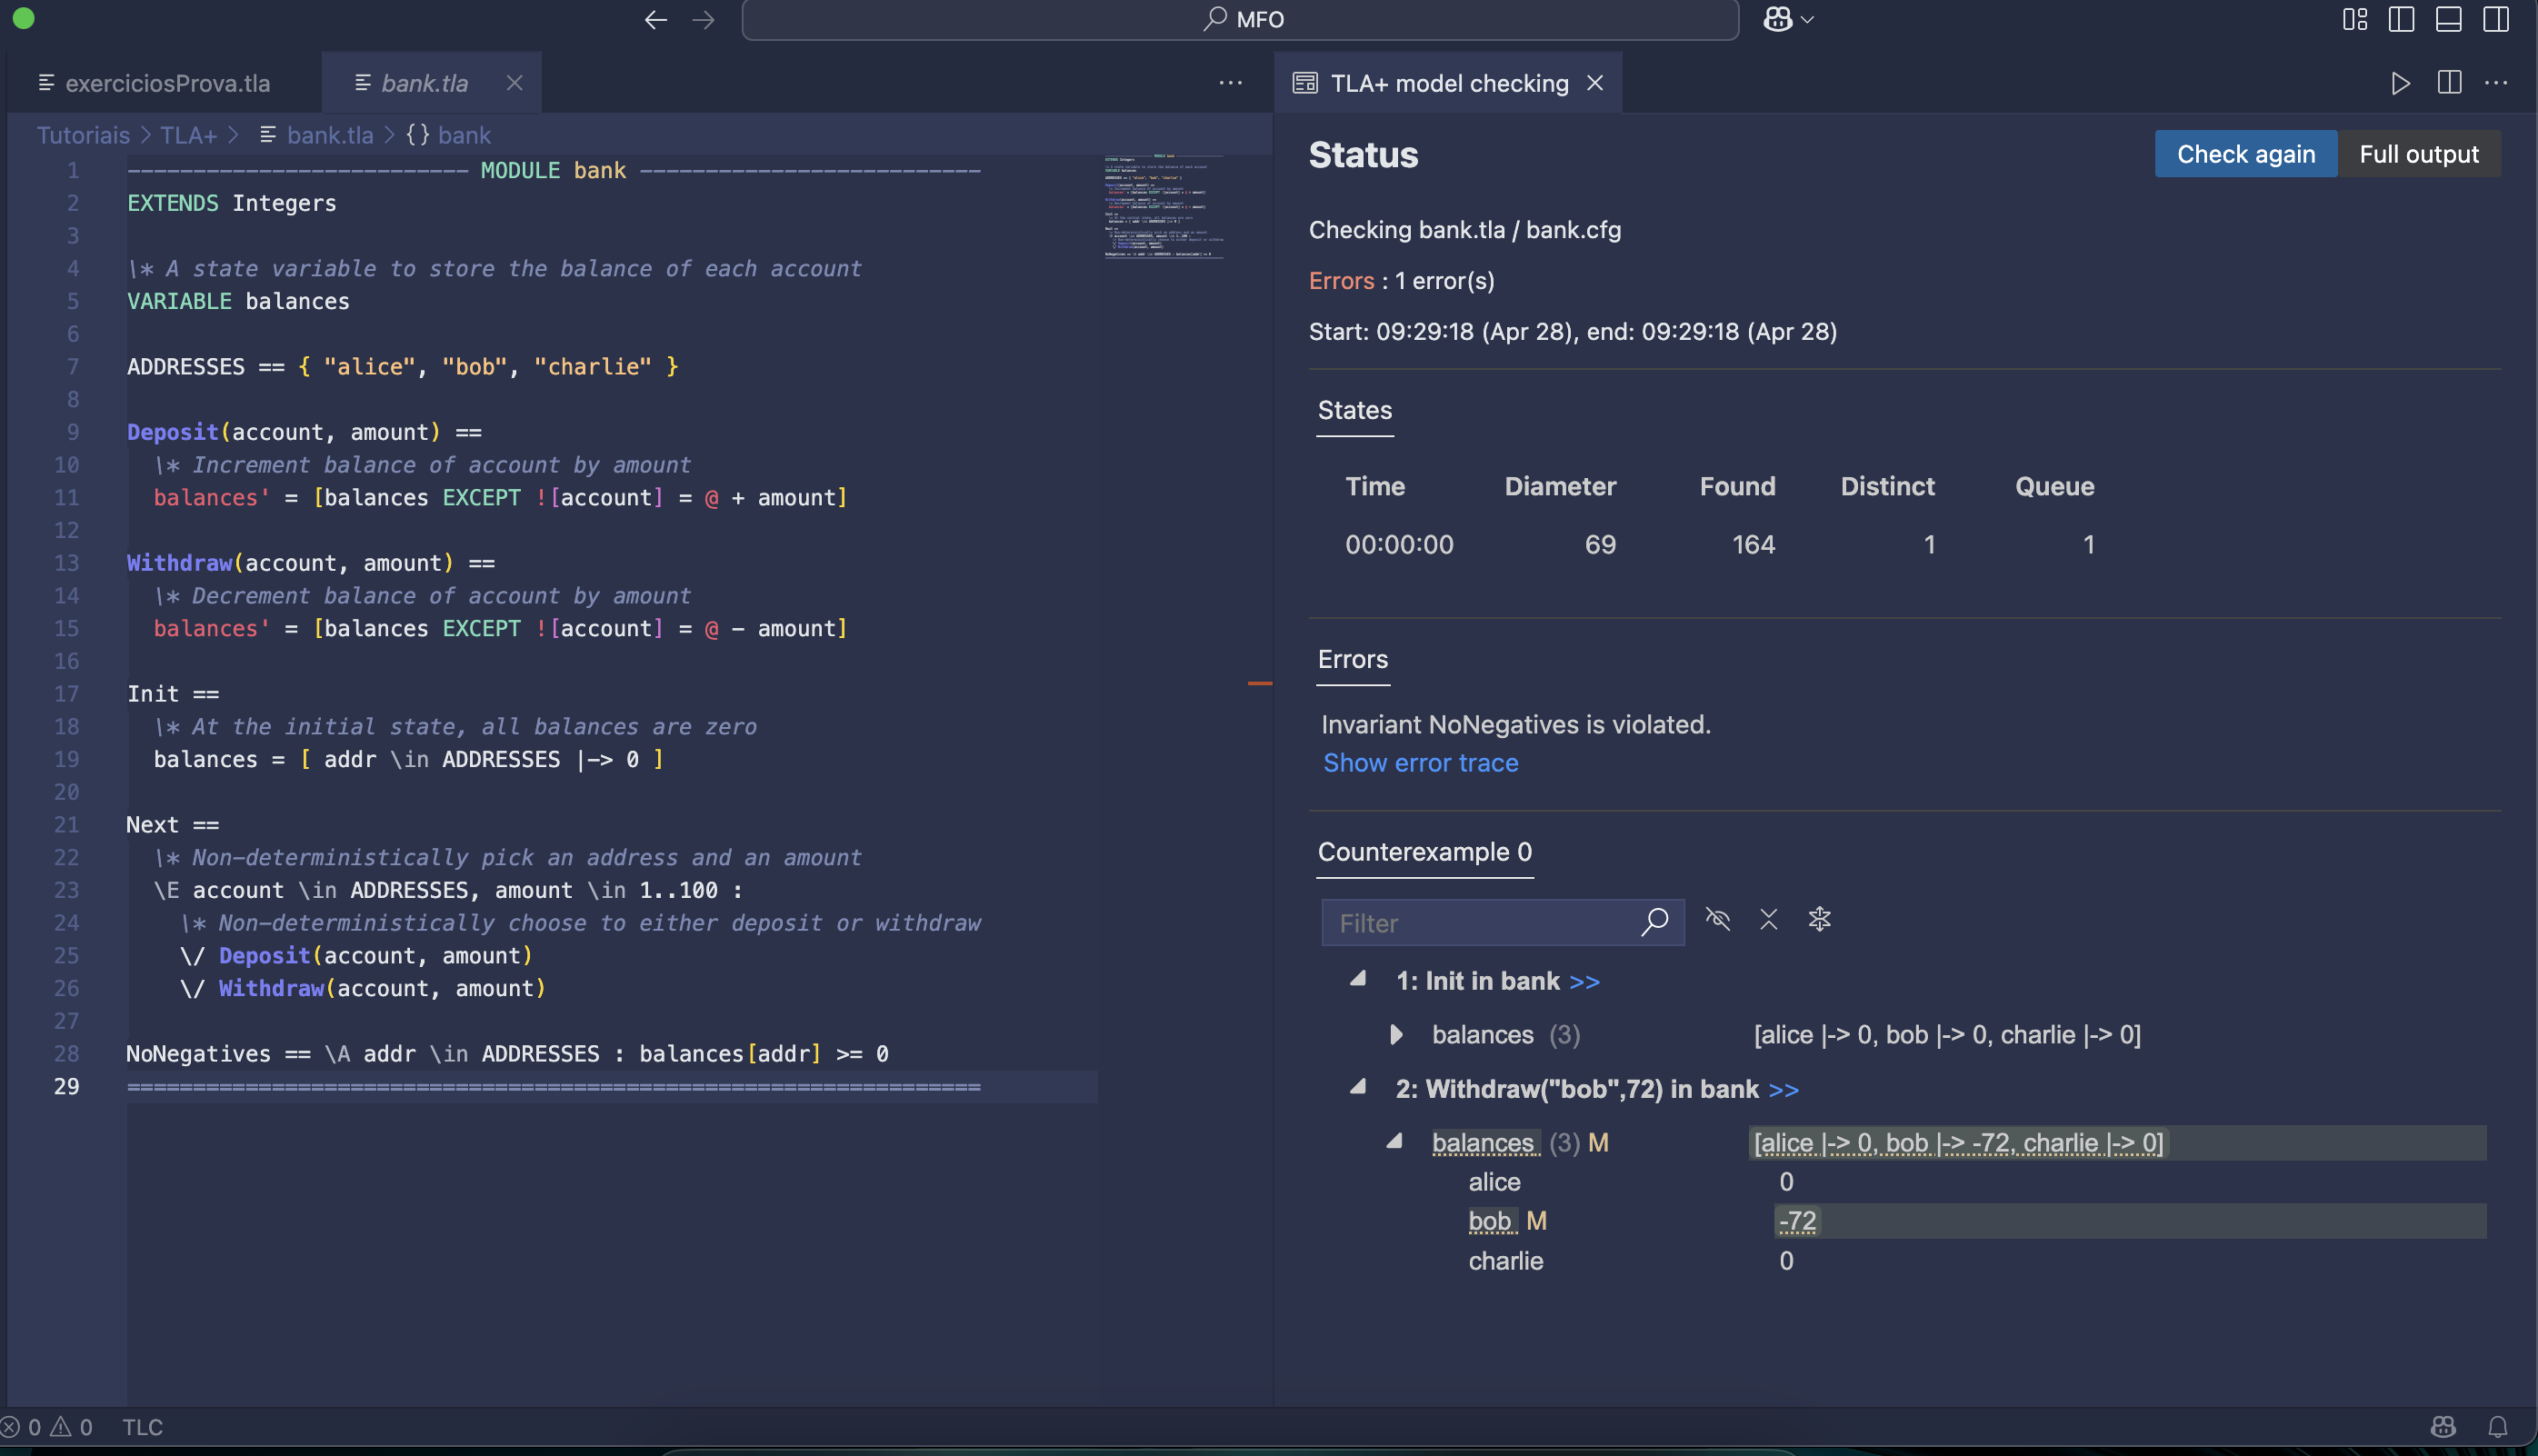 MFO
exerciciosProva.tla
bank.tla
Tutoriais > TLA+ > bank.tla > {} bank
1 -------------------------- MODULE bank --------------------------
2 EXTENDS Integers
3
4 \* A state variable to store the balance of each account
5 VARIABLE balances
6
7 ADDRESSES == { "alice", "bob", "charlie" }
8
9 Deposit(account, amount) ==
10 \* Increment balance of account by amount
11 balances' = [balances EXCEPT ![account] = @ + amount]
12
13 Withdraw(account, amount) ==
14 \* Decrement balance of account by amount
15 balances' = [balances EXCEPT ![account] = @ - amount]
16
17 Init ==
18 \* At the initial state, all balances are zero
19 balances = [ addr \in ADDRESSES |-> 0 ]
20
21 Next ==
22 \* Non-deterministically pick an address and an amount
23 \E account \in ADDRESSES, amount \in 1..100 :
24 \* Non-deterministically choose to either deposit or withdraw
25 \/ Deposit(account, amount)
26 \/ Withdraw(account, amount)
27
28 NoNegatives == \A addr \in ADDRESSES : balances[addr] >= 0
29 =================================================================
TLA+ model checking
Status
Check again
Full output
Checking bank.tla / bank.cfg
Errors : 1 error(s)
Start: 09:29:18 (Apr 28), end: 09:29:18 (Apr 28)
States
Time Diameter Found Distinct Queue
00:00:00 69 164 1 1
Errors
Invariant NoNegatives is violated.
Show error trace
Counterexample 0
Filter
1: Init in bank >>
balances (3) [alice |-> 0, bob |-> 0, charlie |-> 0]
2: Withdraw("bob",72) in bank >>
balances (3) M [alice |-> 0, bob |-> -72, charlie |-> 0]
alice 0
bob M -72
charlie 0
0 0 TLC